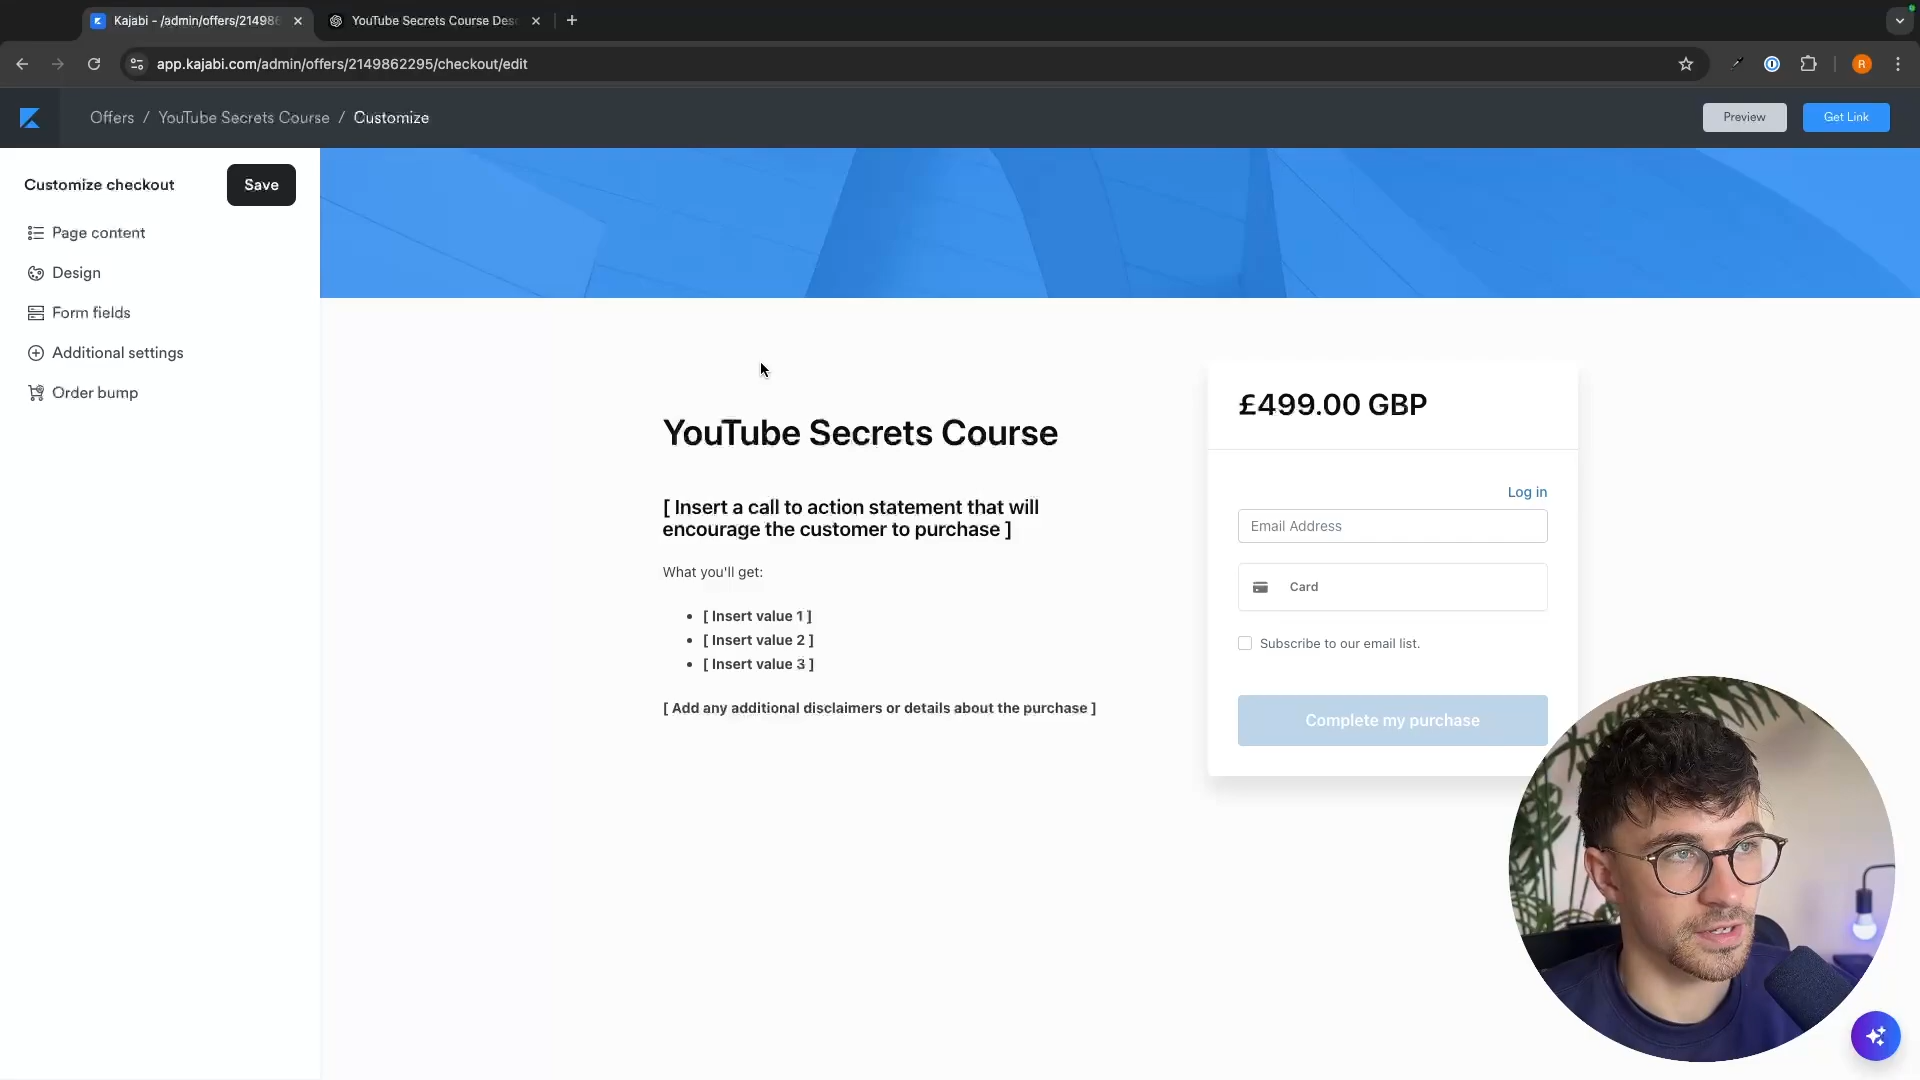 Kajabi - /admin/offers/21498
YouTube Secrets Course Des
app.kajabi.com/admin/offers/2149862295/checkout/edit
R
Offers / YouTube Secrets Course / Customize
Preview
Get Link
Customize checkout
Save
Page content
Design
Form fields
Additional settings
Order bump
YouTube Secrets Course
[ Insert a call to action statement that will
encourage the customer to purchase ]
What you'll get:
[ Insert value 1 ]
[ Insert value 2 ]
[ Insert value 3 ]
[ Add any additional disclaimers or details about the purchase ]
£499.00 GBP
Log in
Email Address
Card
Subscribe to our email list.
Complete my purchase